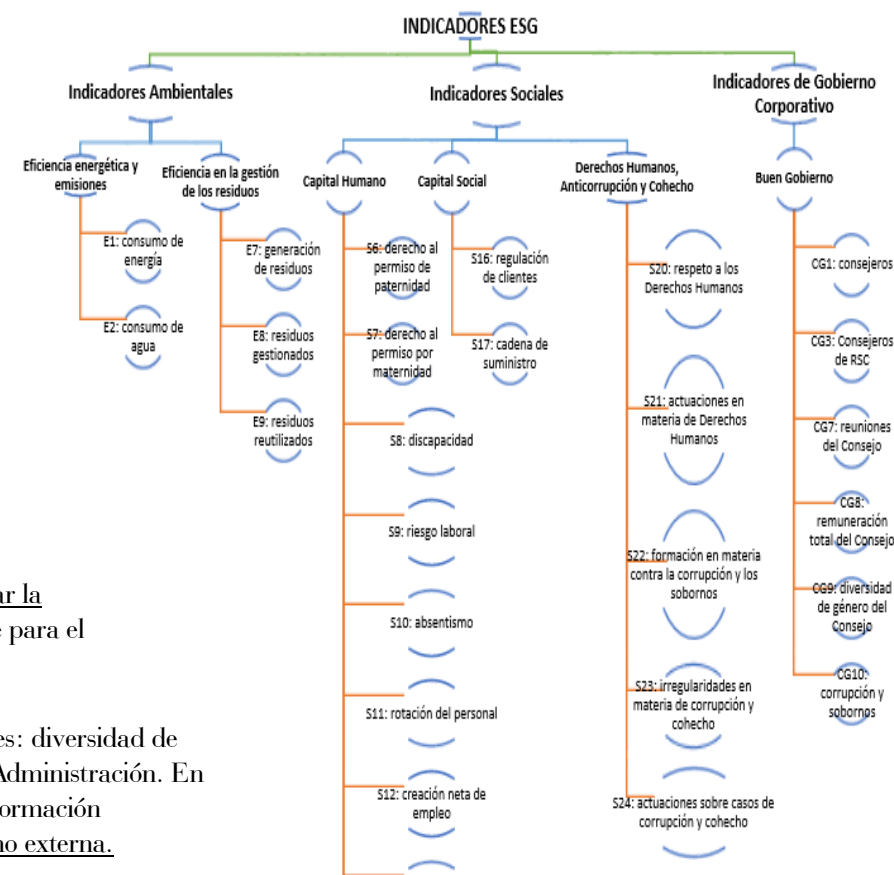 INDICADORES ESG
Indicadores Ambientales
Eficiencia energética y
emisiones
E1: consumo de
energía
E2: consumo de
agua
Eficiencia en la gestión
de los residuos
E7: generación
de residuos
E8: residuos
gestionados
E9: residuos
reutilizados
Indicadores Sociales
Capital Humano
S6: derecho al
permiso de
paternidad
S7: derecho al
permiso por
maternidad
S8: discapacidad
S9: riesgo laboral
S10: absentismo
S11: rotación del personal
S12: creación neta de
empleo
Capital Social
S16: regulación
de clientes
S17: cadena de
suministro
Derechos Humanos,
Anticorrupción y Cohecho
S20: respeto a los
Derechos Humanos
S21: actuaciones en
materia de Derechos
Humanos
S22: formación en materia
contra la corrupción y los
sobornos
S23: irregularidades en
materia de corrupción y
cohecho
S24: actuaciones sobre casos de
corrupción y cohecho
Indicadores de Gobierno
Corporativo
Buen Gobierno
CG1: consejeros
CG3: Consejeros
de RSC
CG7: reuniones
del Consejo
CG8:
remuneración
total del Consejo
CG9: diversidad
de género del
Consejo
CG10:
corrupción y
sobornos
ar la
para el
es: diversidad de
Administración. En
ormación
no externa.